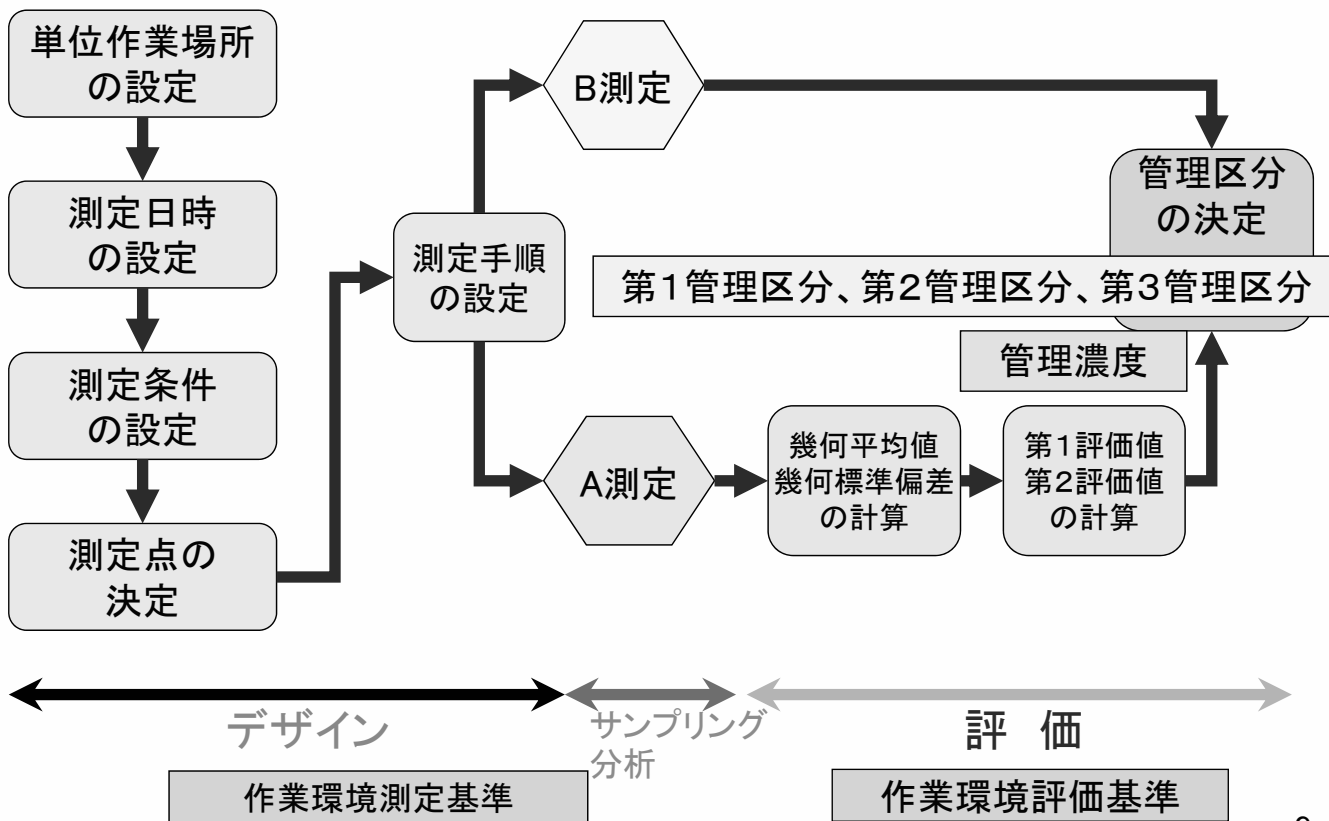 単位作業場所
の設定
測定日時
の設定
測定条件
の設定
測定点の
決定
測定手順
の設定
B測定
A測定
幾何平均値
幾何標準偏差
の計算
第1評価値
第2評価値
の計算
管理区分
の決定
第1管理区分、第2管理区分、第3管理区分
管理濃度
デザイン
サンプリング
分析
評 価
作業環境測定基準
作業環境評価基準